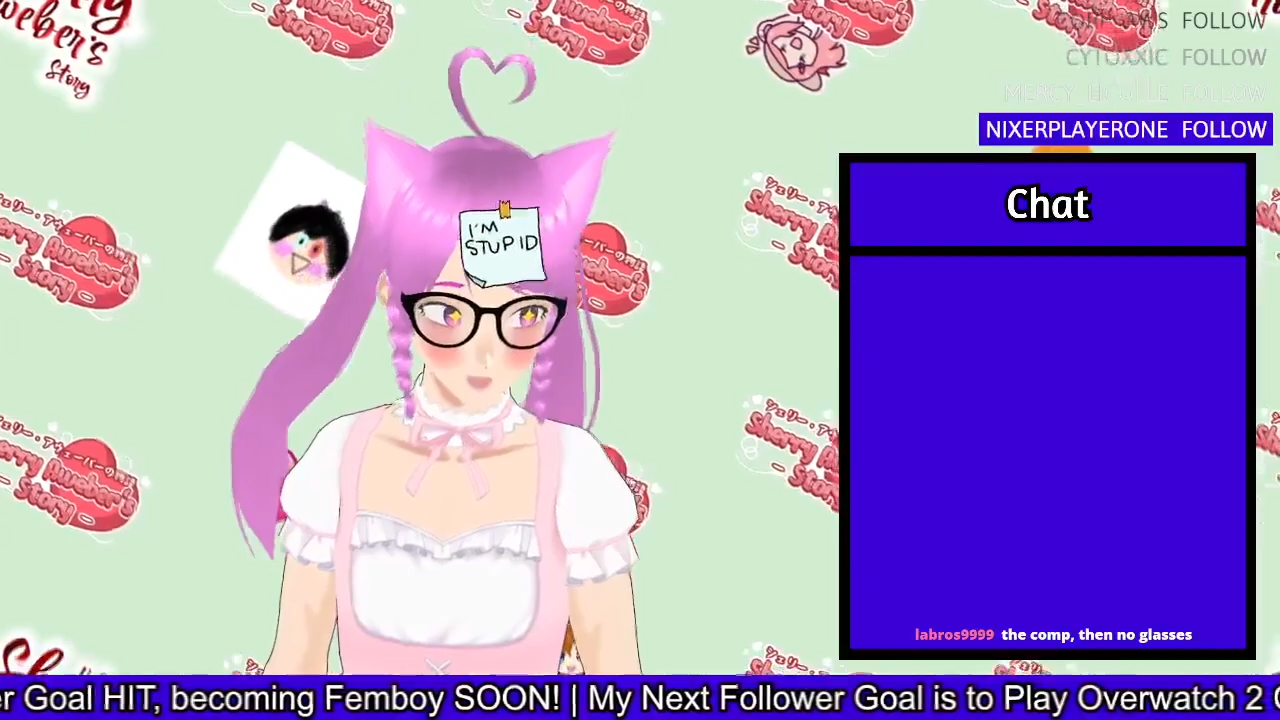 CYTOXXIC FOLLOW
NIXERPLAYERONE FOLLOW
Chat
I'M
STUPID
Sherry Aweber's
Story
labros9999 the comp, then no glasses
er Goal HIT, becoming Femboy SOON! | My Next Follower Goal is to Play Overwatch 2